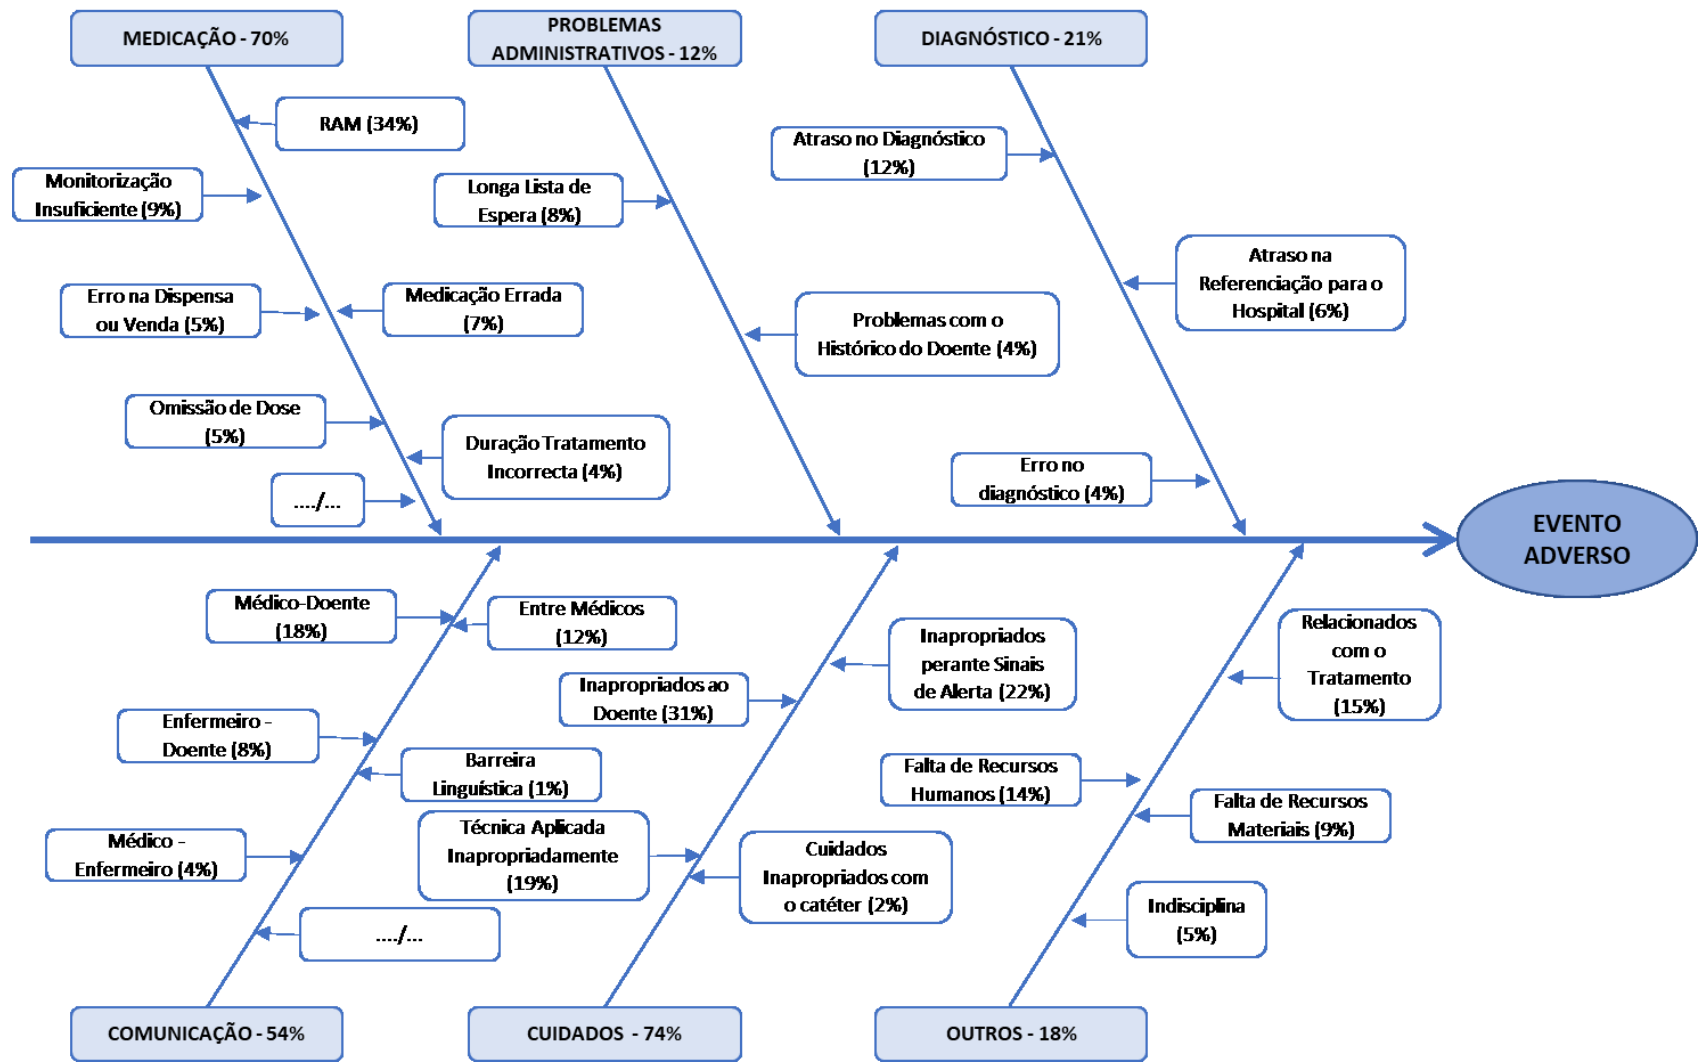 MEDICAÇÃO - 70%
PROBLEMAS
ADMINISTRATIVOS - 12%
DIAGNÓSTICO - 21%
RAM (34%)
Monitorização
Insuficiente (9%)
Erro na Dispensa
ou Venda (5%)
Medicação Errada
(7%)
Omissão de Dose
(5%)
Duração Tratamento
Incorrecta (4%)
..../...
Longa Lista de
Espera (8%)
Problemas com o
Histórico do Doente (4%)
Atraso no Diagnóstico
(12%)
Atraso na
Referenciação para o
Hospital (6%)
Erro no
diagnóstico (4%)
EVENTO
ADVERSO
Médico-Doente
(18%)
Entre Médicos
(12%)
Enfermeiro -
Doente (8%)
Barreira
Linguística (1%)
Médico -
Enfermeiro (4%)
..../...
Inapropriados
perante Sinais
de Alerta (22%)
Inapropriados ao
Doente (31%)
Técnica Aplicada
Inapropriadamente
(19%)
Cuidados
Inapropriados com
o catéter (2%)
Relacionados
com o
Tratamento
(15%)
Falta de Recursos
Humanos (14%)
Falta de Recursos
Materiais (9%)
Indisciplina
(5%)
COMUNICAÇÃO - 54%
CUIDADOS - 74%
OUTROS - 18%